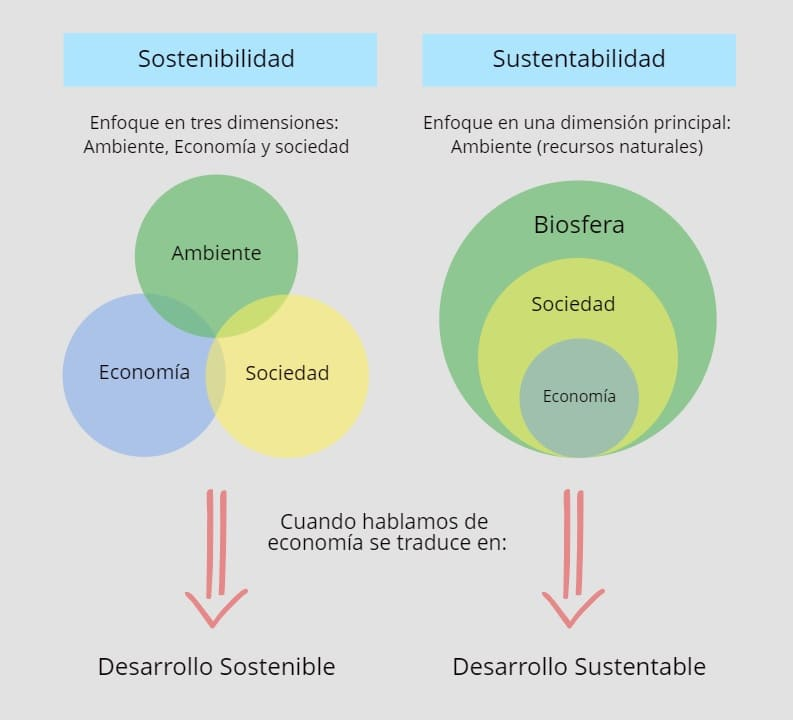 Sostenibilidad
Enfoque en tres dimensiones:
Ambiente, Economía y sociedad
Ambiente
Economía
Sociedad
Sustentabilidad
Enfoque en una dimensión principal:
Ambiente (recursos naturales)
Biosfera
Sociedad
Economía
Cuando hablamos de
economía se traduce en:
Desarrollo Sostenible
Desarrollo Sustentable